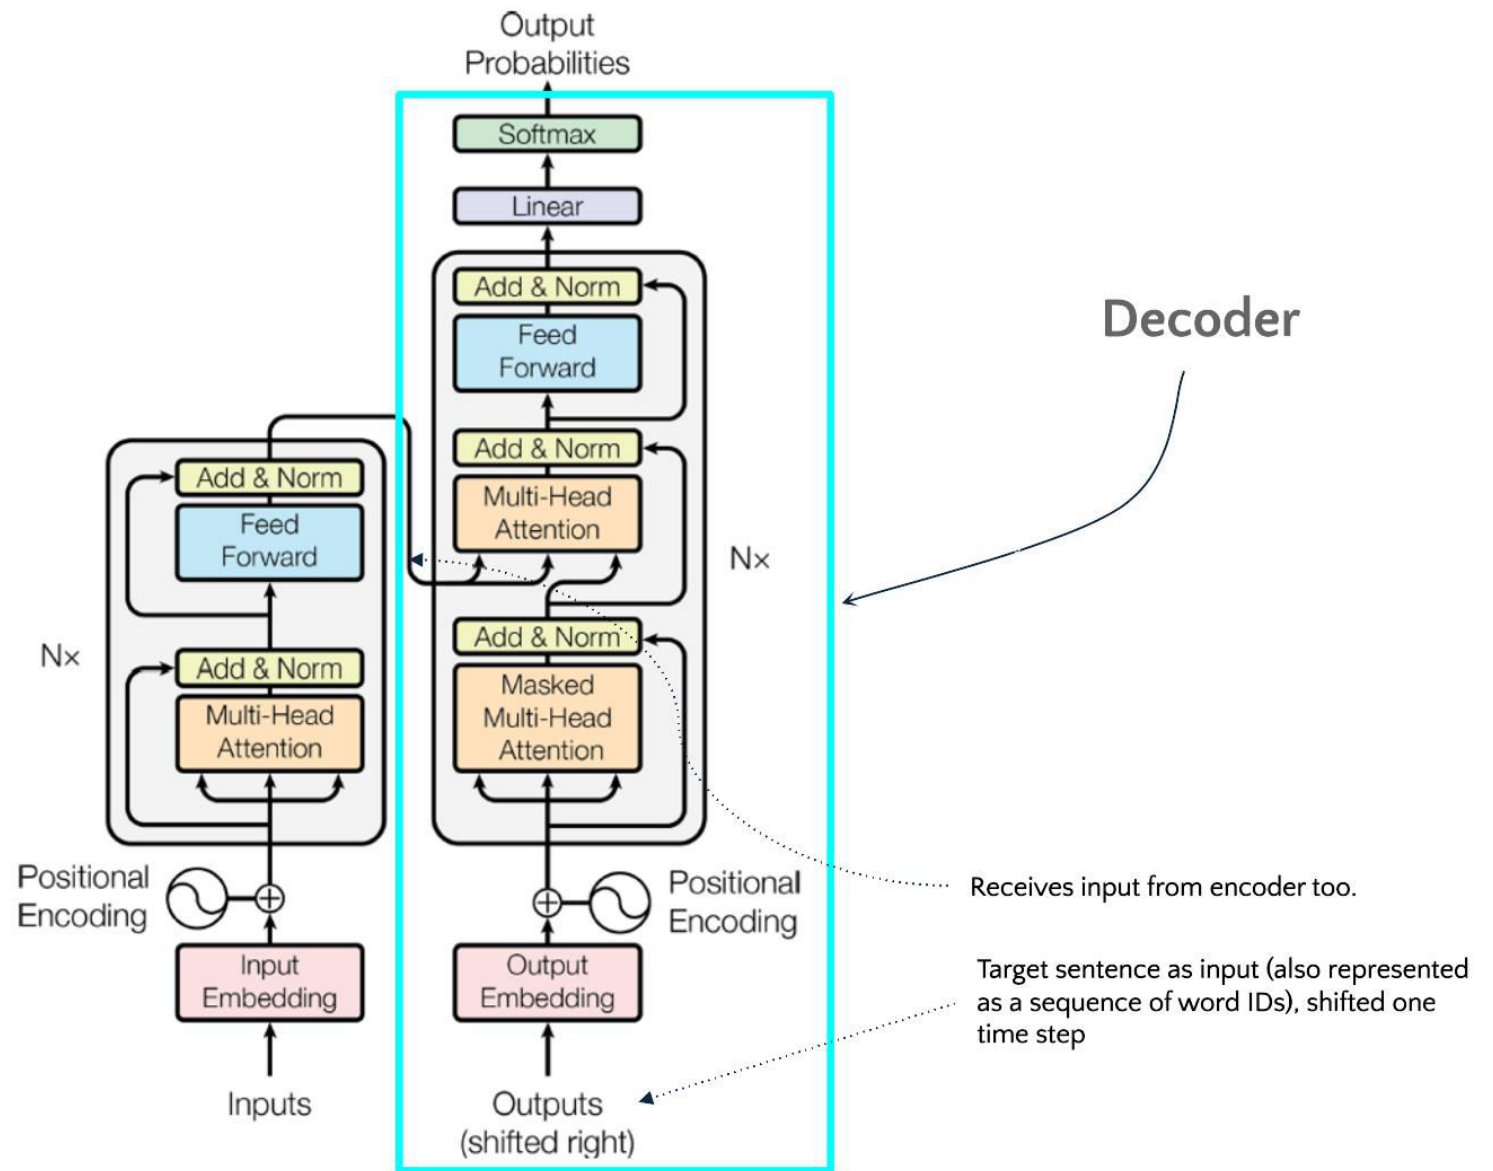 Output
Probabilities
Softmax
Linear
Add & Norm
Feed
Forward
Add & Norm
Multi-Head
Attention
Nx
Add & Norm
Masked
Multi-Head
Attention
Positional
Encoding
Output
Embedding
Outputs
(shifted right)
Add & Norm
Feed
Forward
Nx
Add & Norm
Multi-Head
Attention
Positional
Encoding
Input
Embedding
Inputs
Decoder
Receives input from encoder too.
Target sentence as input (also represented
as a sequence of word IDs), shifted one
time step